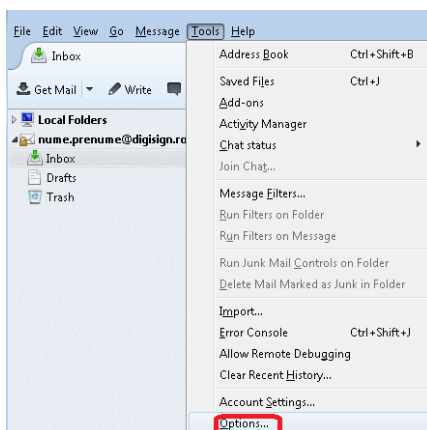 File Edit View Go Message Tools Help
Inbox
Get Mail Write
Local Folders
nume.prenume@digisign.ro
Inbox
Drafts
Trash
Address Book Ctrl+Shift+B
Saved Files Ctrl+J
Add-ons
Activity Manager
Chat status
Join Chat...
Message Filters...
Run Filters on Folder
Run Filters on Message
Run Junk Mail Controls on Folder
Delete Mail Marked as Junk in Folder
Import...
Error Console Ctrl+Shift+J
Allow Remote Debugging
Clear Recent History...
Account Settings...
Options...